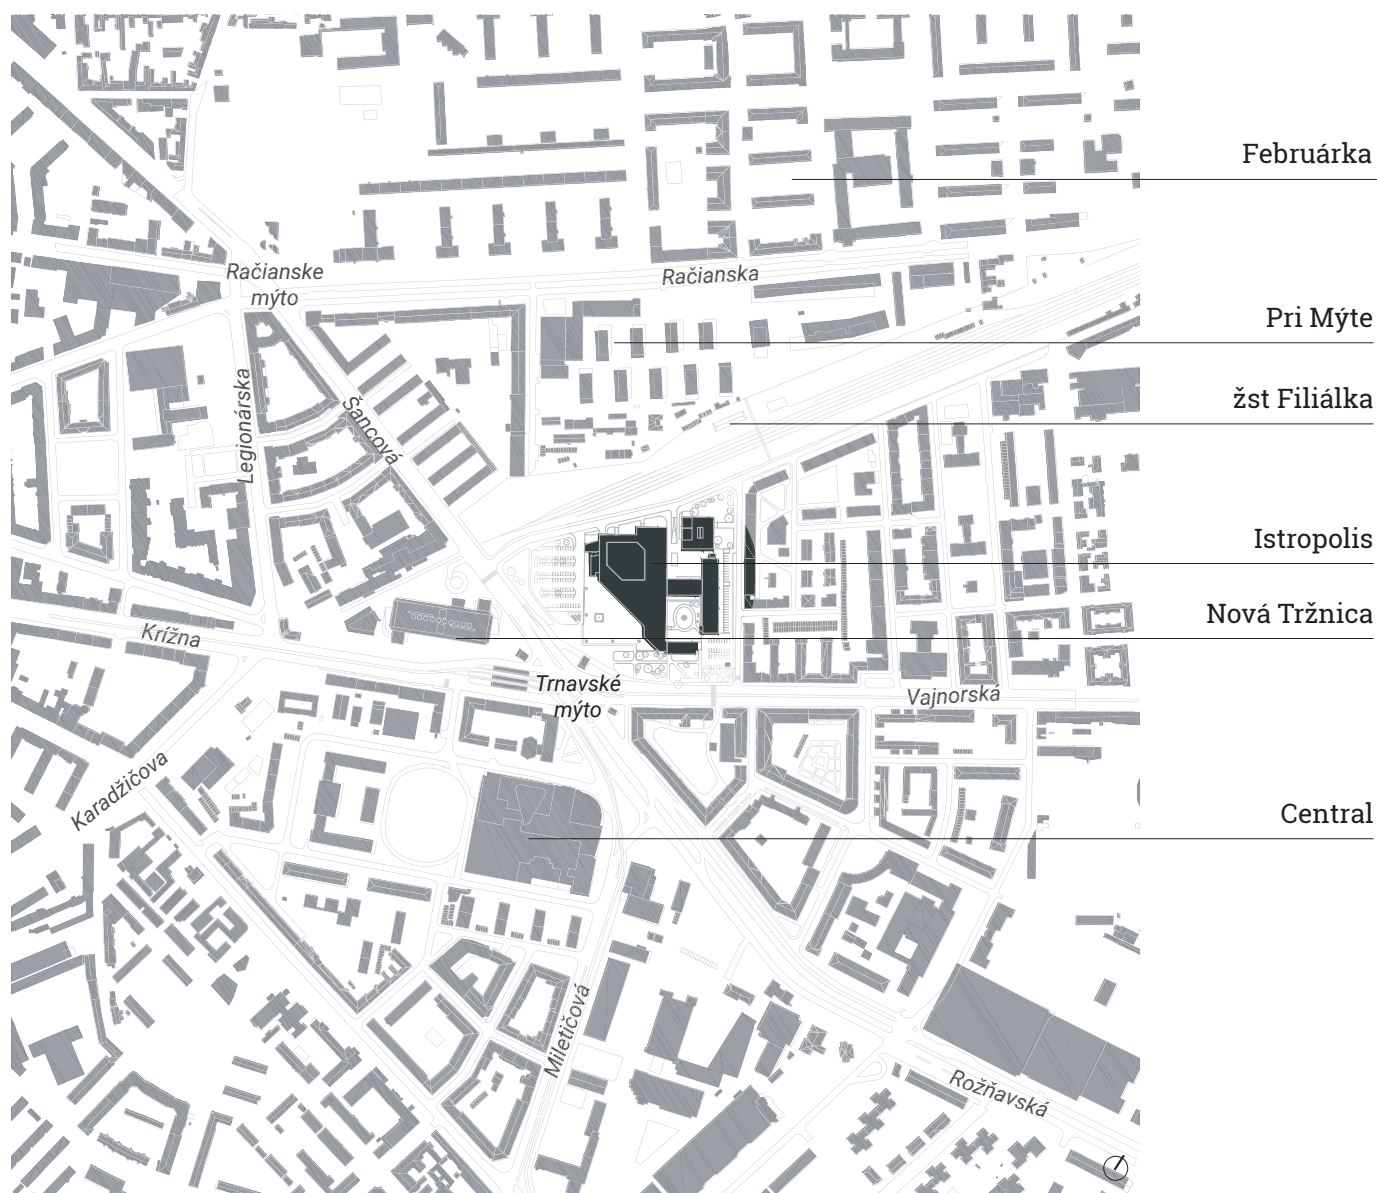 Februárka
Račianske
mýto
Račianska
Pri Mýte
žst Filiálka
Legionárska
Šancová
Istropolis
Nová Tržnica
Krížna
Trnavské
mýto
Vajnorská
Karadžičova
Central
Miletičová
Rožňavská